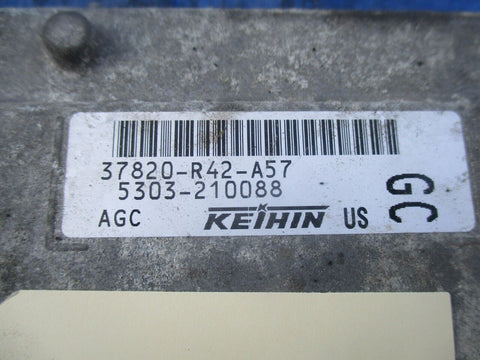 37820-R42-A57
5303-210088
AGC KEIHIN US
GC